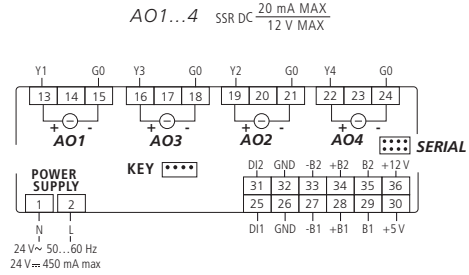 AO1...4 SSR DC 20 mA MAX
12 V MAX
Y1 G0 Y3 G0 Y2 G0 Y4 G0
13 14 15 16 17 18 19 20 21 22 23 24
+ - + - + - + -
AO1 AO3 AO2 AO4
SERIAL
KEY
DI2 GND -B2 +B2 B2 +12 V
POWER
SUPPLY
31 32 33 34 35 36
1 2 25 26 27 28 29 30
N L DI1 GND -B1 +B1 B1 +5 V
24 V~ 50...60 Hz
24 V⎓ 450 mA max